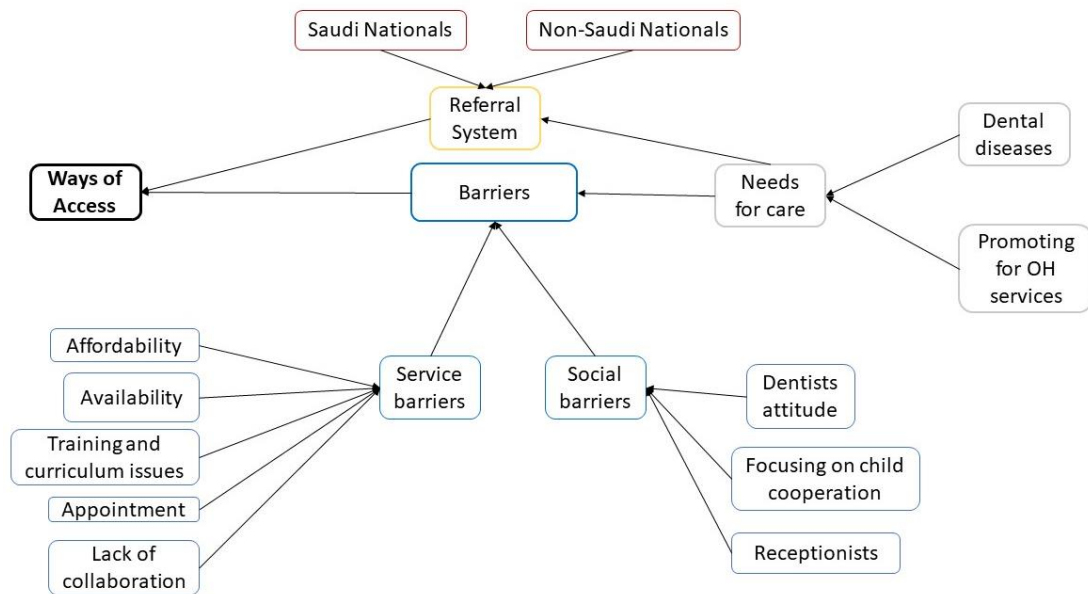 Saudi Nationals
Non-Saudi Nationals
Referral
System
Dental
diseases
Ways of
Access
Barriers
Needs
for care
Promoting
for OH
services
Affordability
Availability
Training and
curriculum issues
Appointment
Lack of
collaboration
Service
barriers
Social
barriers
Dentists
attitude
Focusing on child
cooperation
Receptionists